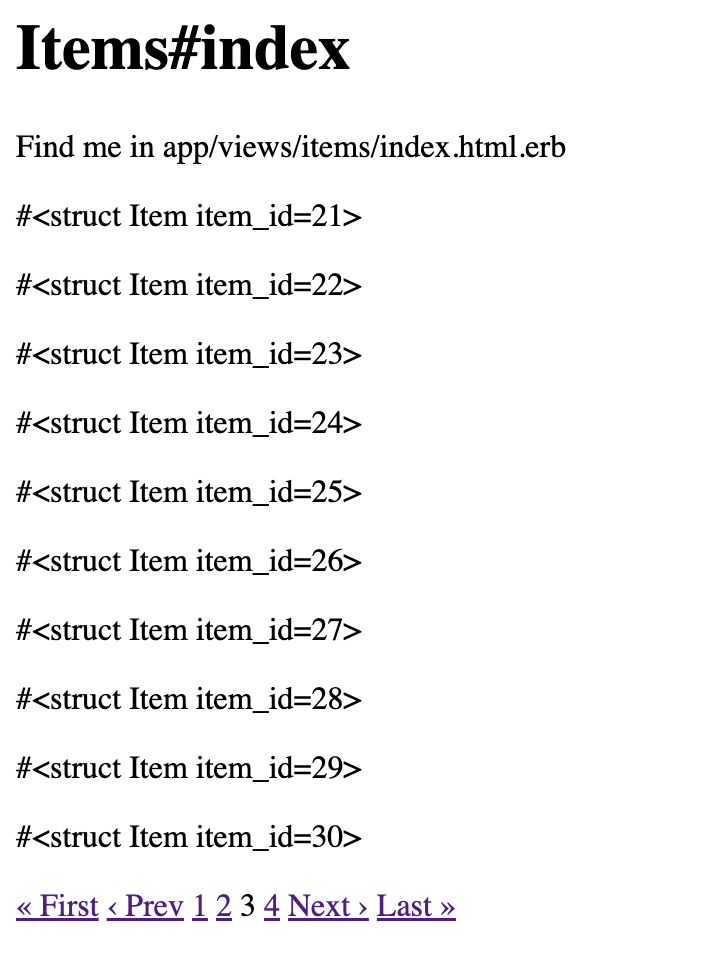 Items#index
Find me in app/views/items/index.html.erb
#<struct Item item_id=21>
#<struct Item item_id=22>
#<struct Item item_id=23>
#<struct Item item_id=24>
#<struct Item item_id=25>
#<struct Item item_id=26>
#<struct Item item_id=27>
#<struct Item item_id=28>
#<struct Item item_id=29>
#<struct Item item_id=30>
« First ‹ Prev 1 2 3 4 Next › Last »